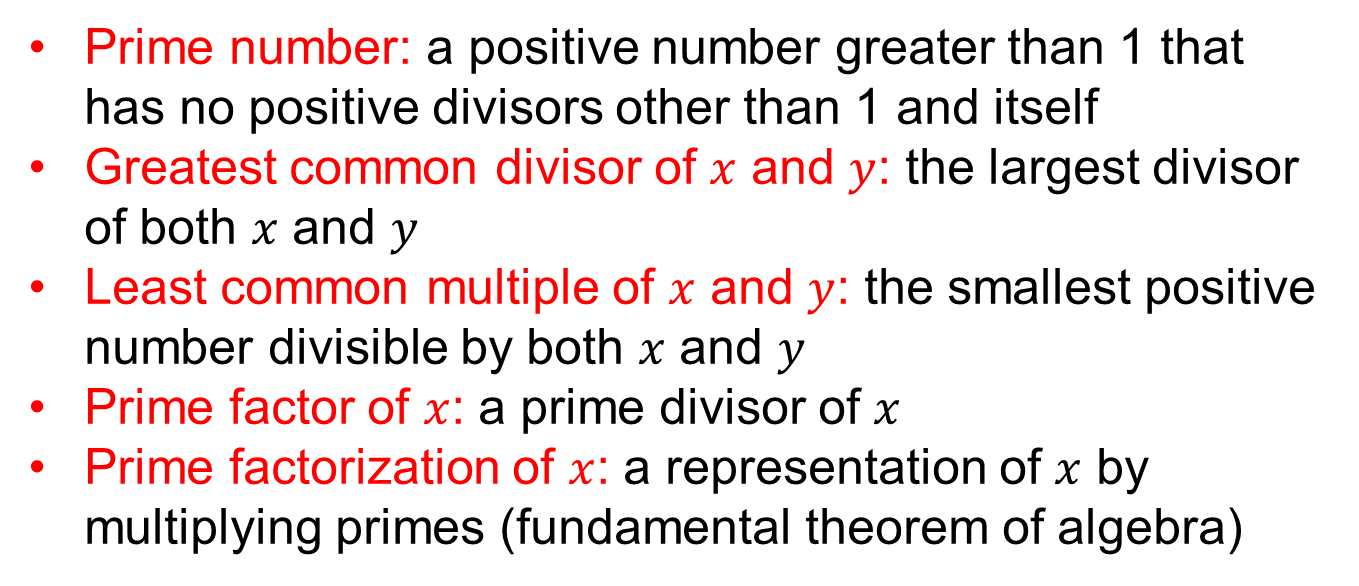 • Prime number: a positive number greater than 1 that
has no positive divisors other than 1 and itself
• Greatest common divisor of x and y: the largest divisor
of both x and y
• Least common multiple of x and y: the smallest positive
number divisible by both x and y
• Prime factor of x: a prime divisor of x
• Prime factorization of x: a representation of x by
multiplying primes (fundamental theorem of algebra)